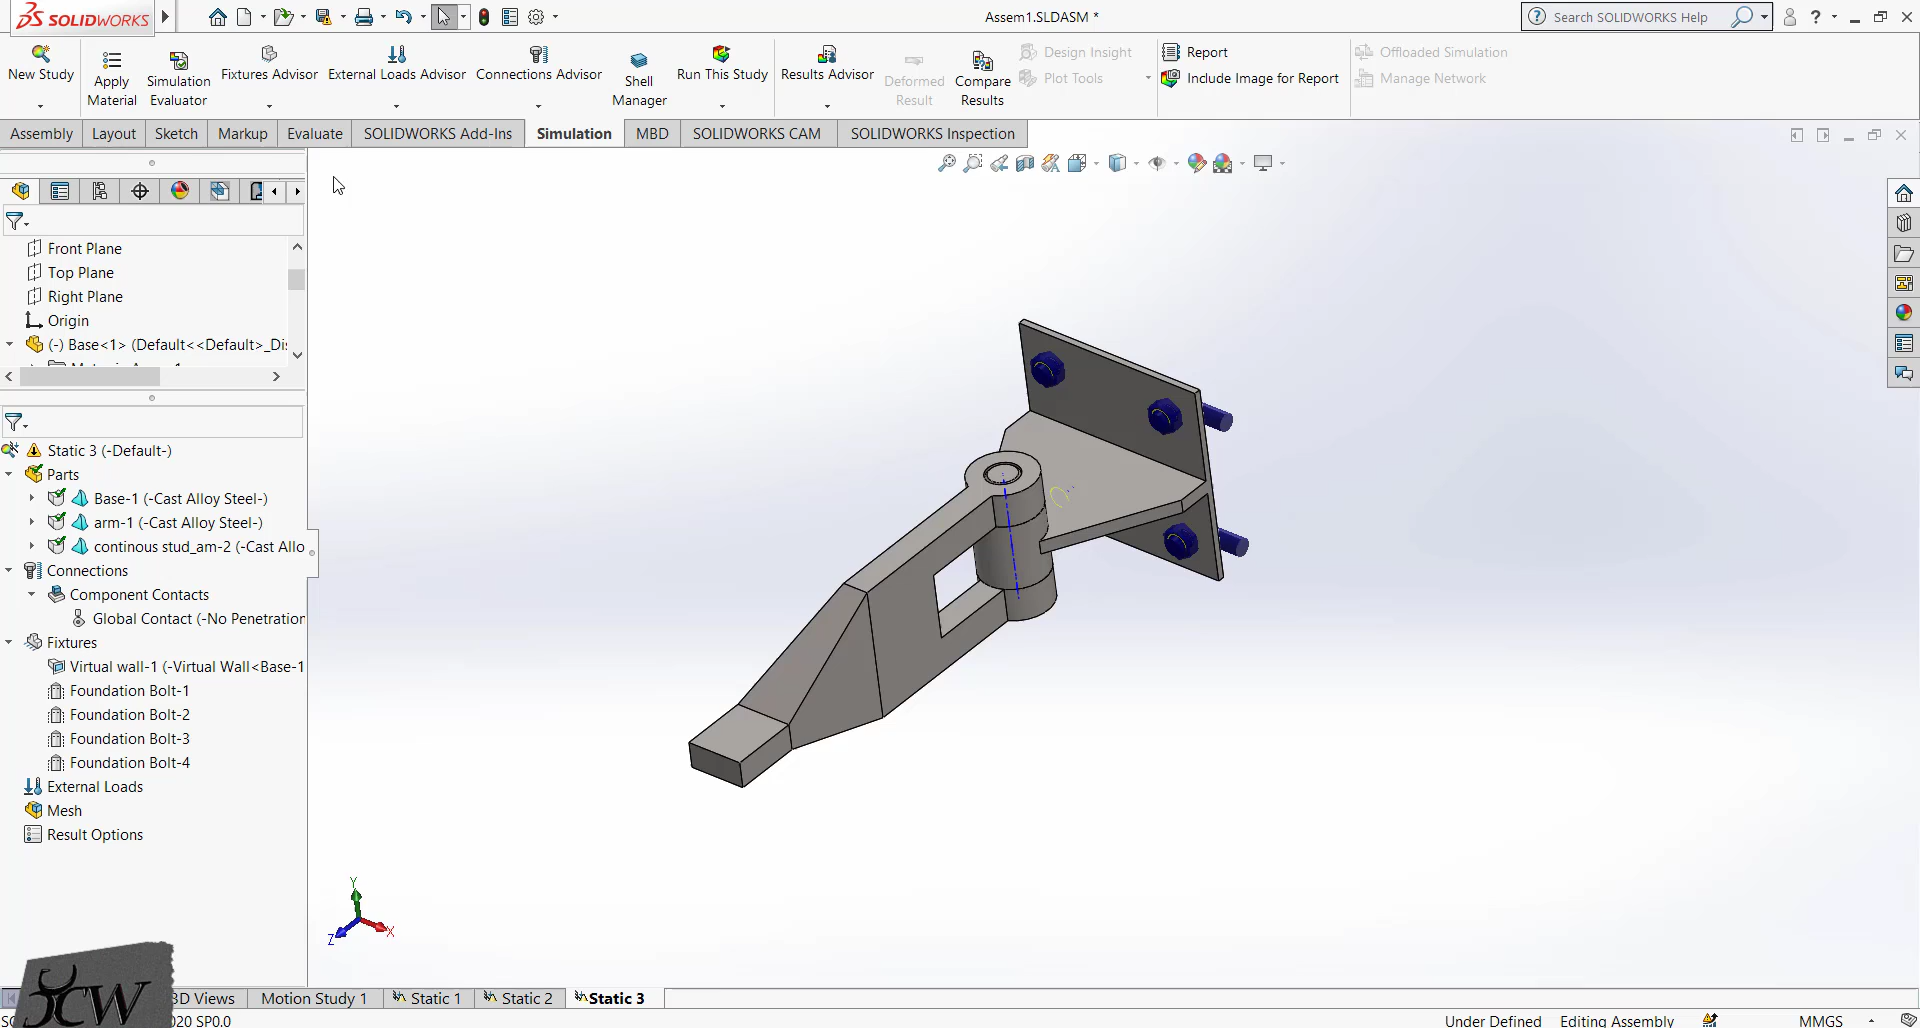 SOLIDWORKS
Assem1.SLDASM *
Search SOLIDWORKS Help
New Study
Apply Material
Simulation Evaluator
Fixtures Advisor
External Loads Advisor
Connections Advisor
Shell Manager
Run This Study
Results Advisor
Deformed Result
Compare Results
Design Insight
Plot Tools
Report
Include Image for Report
Offloaded Simulation
Manage Network
Assembly
Layout
Sketch
Markup
Evaluate
SOLIDWORKS Add-Ins
Simulation
MBD
SOLIDWORKS CAM
SOLIDWORKS Inspection
Front Plane
Top Plane
Right Plane
Origin
(-) Base<1> (Default<<Default>_Dis
Static 3 (-Default-)
Parts
Base-1 (-Cast Alloy Steel-)
arm-1 (-Cast Alloy Steel-)
continous stud_am-2 (-Cast Allo
Connections
Component Contacts
Global Contact (-No Penetration
Fixtures
Virtual wall-1 (-Virtual Wall<Base-1
Foundation Bolt-1
Foundation Bolt-2
Foundation Bolt-3
Foundation Bolt-4
External Loads
Mesh
Result Options
Y
X
Z
3D Views
Motion Study 1
Static 1
Static 2
Static 3
020 SP0.0
Under Defined
Editing Assembly
MMGS